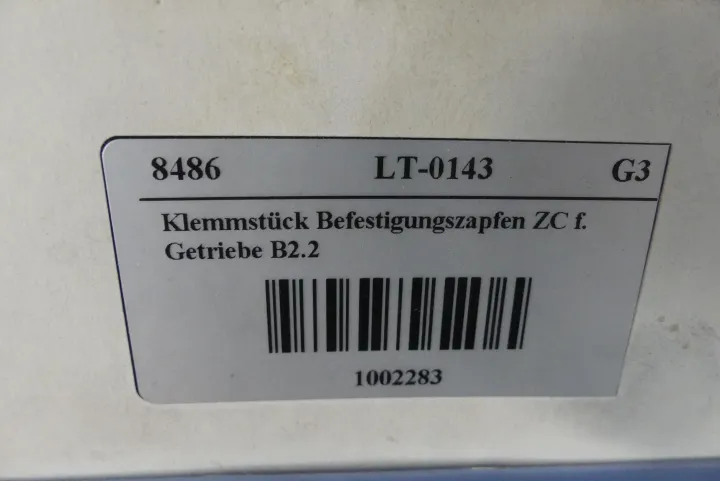 8486 LT-0143 G3
Klemmstück Befestigungszapfen ZC f.
Getriebe B2.2
1002283